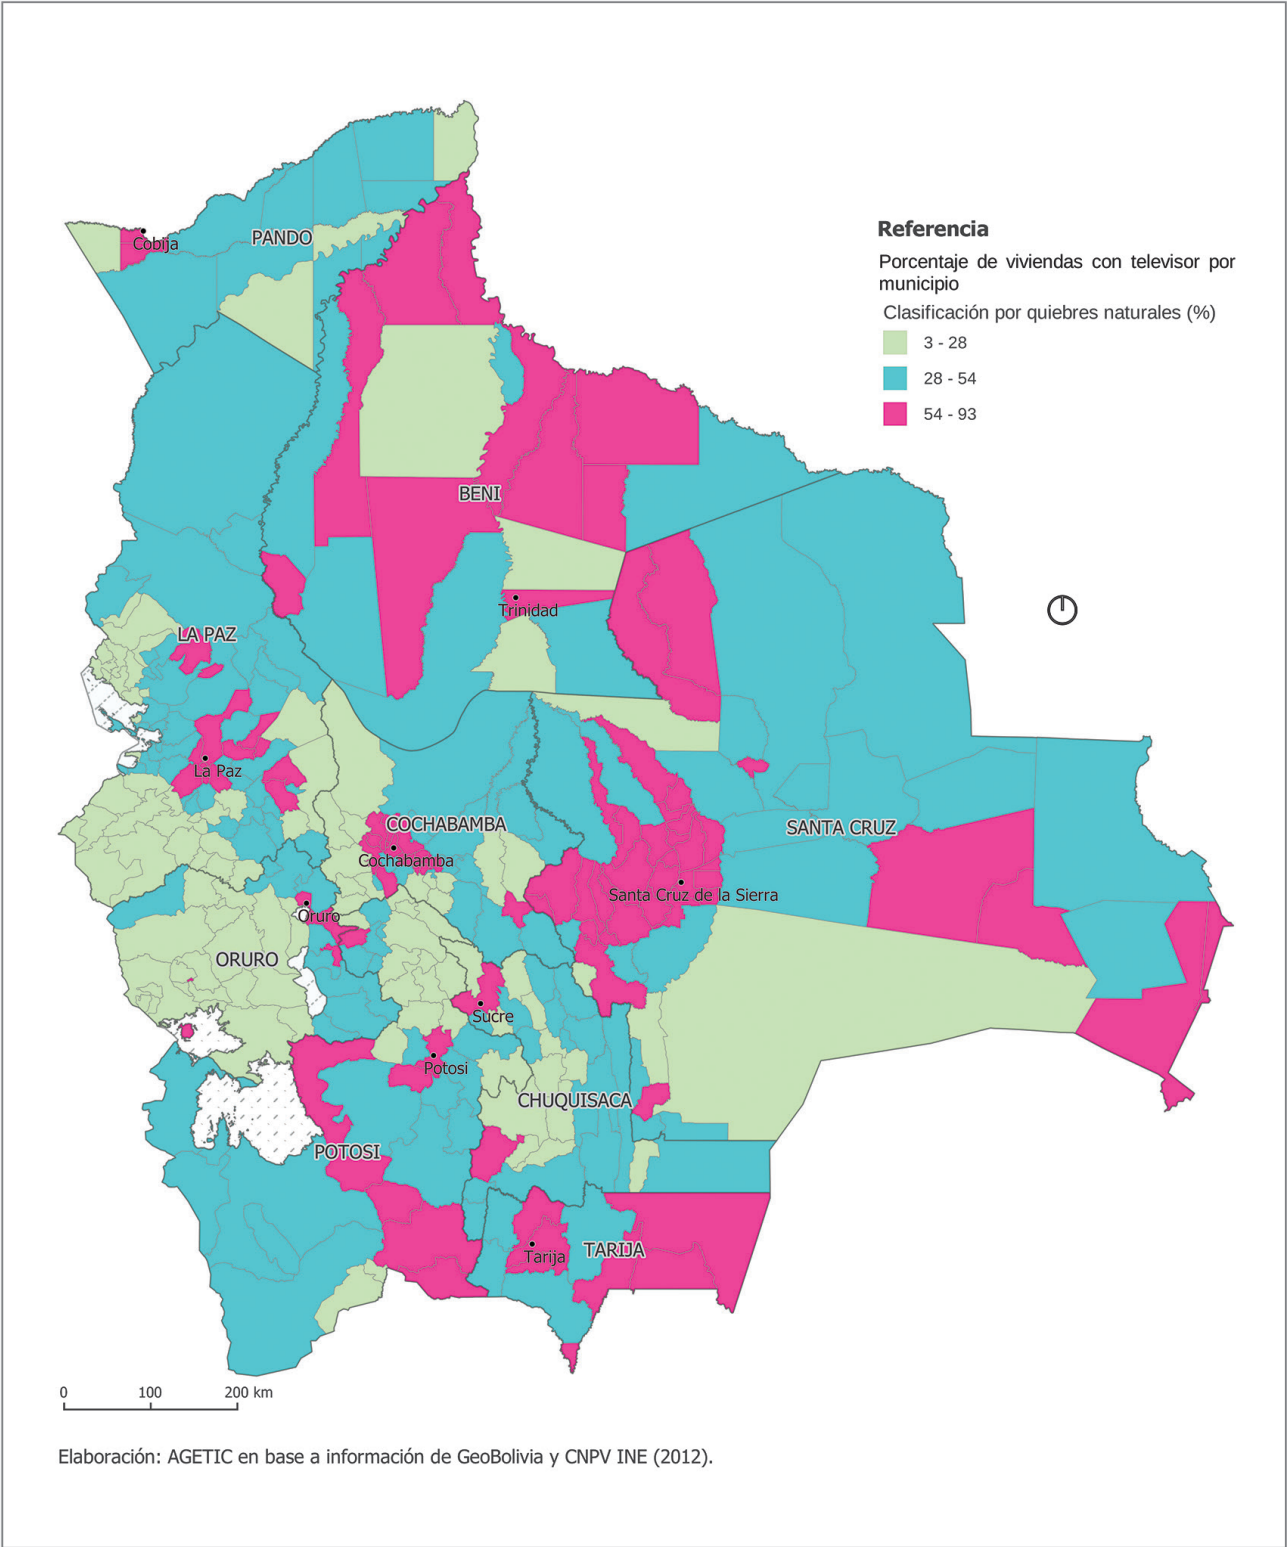 Referencia
Porcentaje de viviendas con televisor por
municipio
Clasificación por quiebres naturales (%)
3 - 28
28 - 54
54 - 93
Cobija
PANDO
BENI
Trinidad
LA PAZ
La Paz
COCHABAMBA
Cochabamba
SANTA CRUZ
Santa Cruz de la Sierra
Oruro
ORURO
Sucre
Potosi
CHUQUISACA
POTOSI
Tarija
TARIJA
0 100 200 km
Elaboración: AGETIC en base a información de GeoBolivia y CNPV INE (2012).